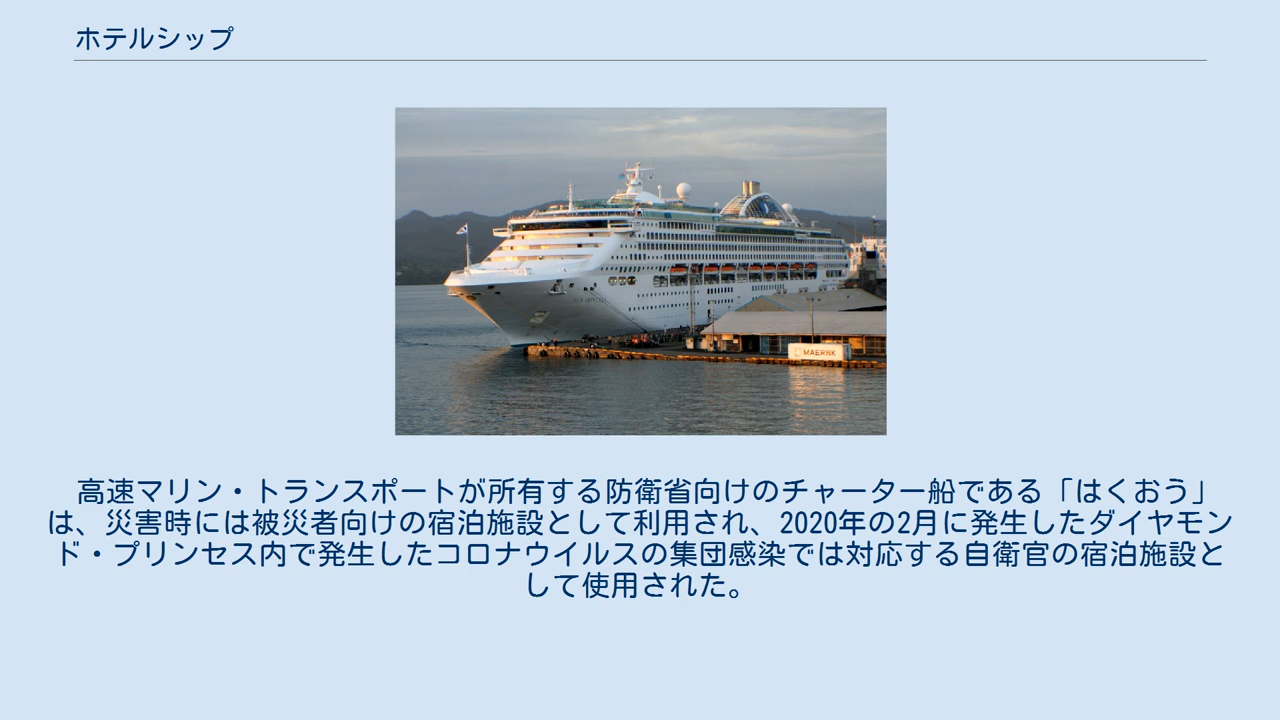 ホテルシップ
MAERSK
高速マリン・トランスポートが所有する防衛省向けのチャーター船である「はくおう」
は、災害時には被災者向けの宿泊施設として利用され、2020年の2月に発生したダイヤモン
ド・プリンセス内で発生したコロナウイルスの集団感染では対応する自衛官の宿泊施設と
して使用された。